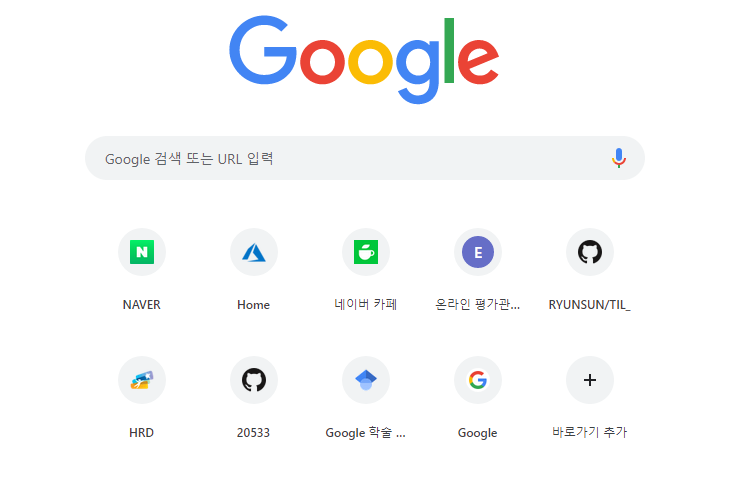 Google
Google 검색 또는 URL 입력
N
E
NAVER
Home
네이버 카페
온라인 평가관...
RYUNSUN/TIL_
G
HRD
20533
Google 학술 ...
Google
바로가기 추가